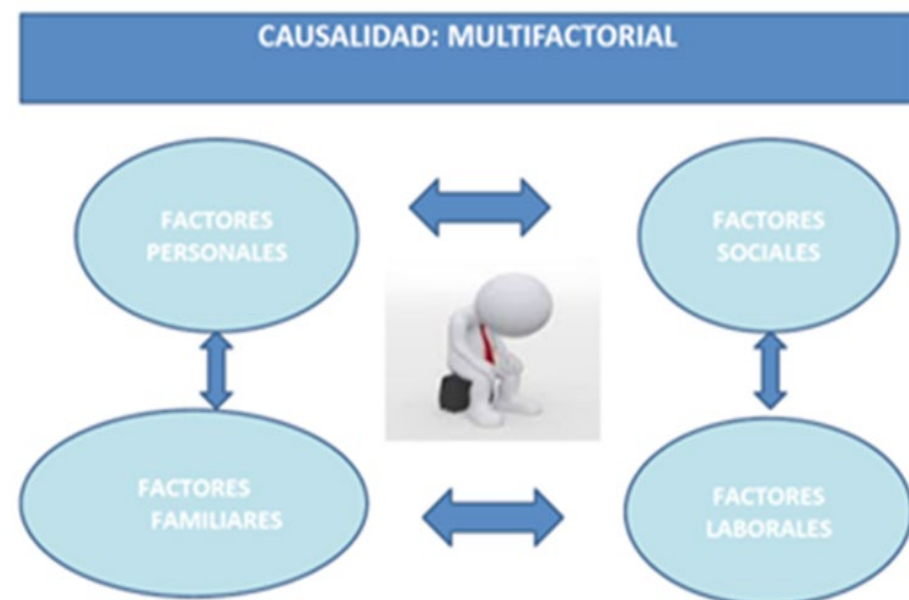 CAUSALIDAD: MULTIFACTORIAL
FACTORES
PERSONALES
FACTORES
SOCIALES
FACTORES
FAMILIARES
FACTORES
LABORALES